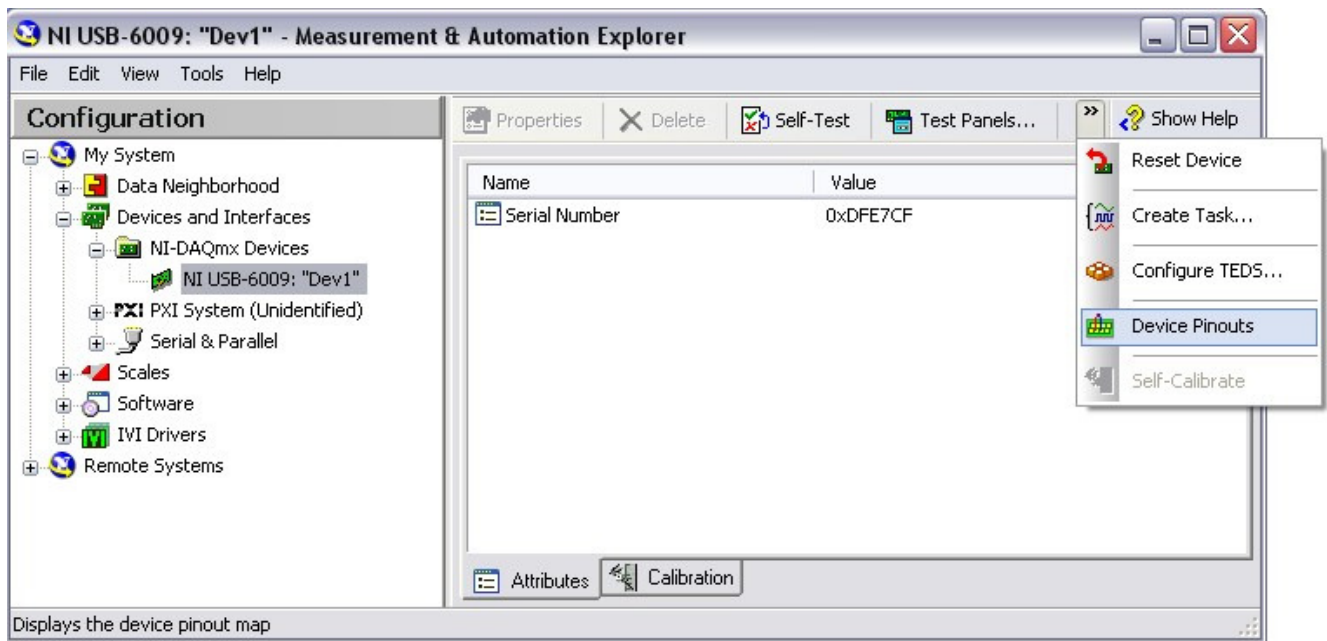 NI USB-6009: "Dev1" - Measurement & Automation Explorer
File Edit View Tools Help
Configuration
My System
Data Neighborhood
Devices and Interfaces
NI-DAQmx Devices
NI USB-6009: "Dev1"
PXI PXI System (Unidentified)
Serial & Parallel
Scales
Software
IVI IVI Drivers
Remote Systems
Properties Delete Self-Test Test Panels... » Show Help
Name Value
Serial Number 0xDFE7CF
Reset Device
Create Task...
Configure TEDS...
Device Pinouts
Self-Calibrate
Attributes Calibration
Displays the device pinout map